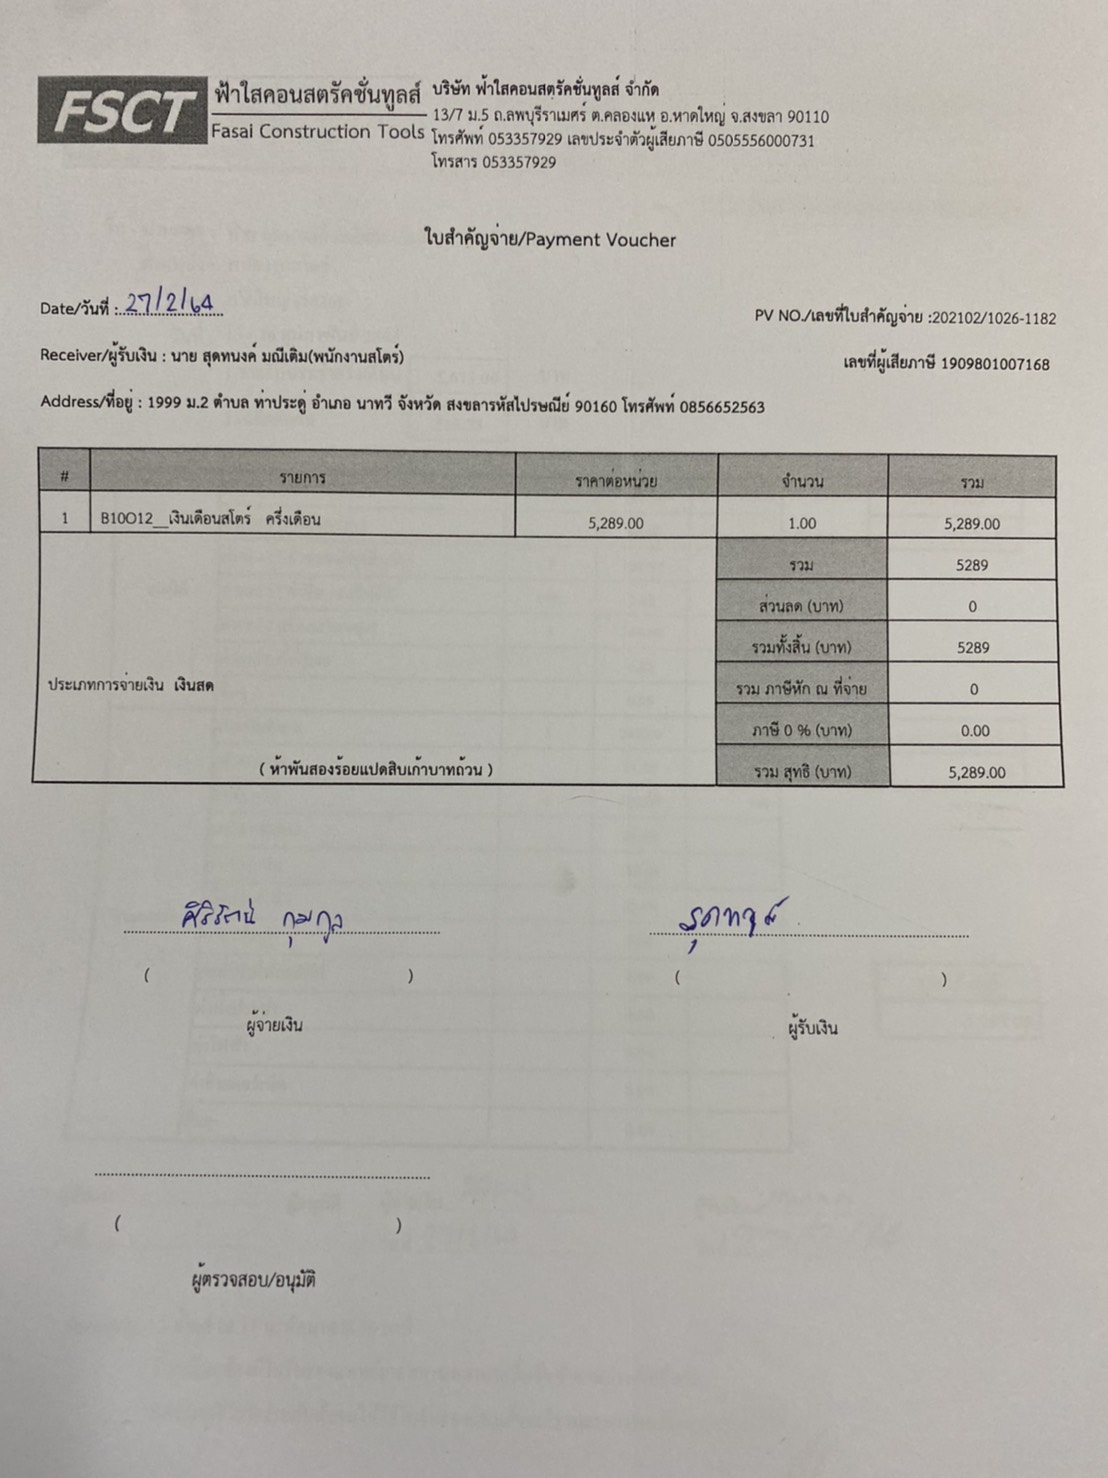 FSCT ฟ้าใสคอนสตรัคชั่นทูลส์
Fasai Construction Tools
บริษัท ฟ้าใสคอนสตรัคชั่นทูลส์ จำกัด
13/7 ม.5 ถ.ลพบุรีราเมศร์ ต.คลองแห อ.หาดใหญ่ จ.สงขลา 90110
โทรศัพท์ 053357929 เลขประจำตัวผู้เสียภาษี 0505556000731
โทรสาร 053357929
ใบสำคัญจ่าย/Payment Voucher
Date/วันที่ : 27/2/64
PV NO./เลขที่ใบสำคัญจ่าย :202102/1026-1182
Receiver/ผู้รับเงิน : นาย สุดทนงค์ มณีเติม(พนักงานสโตร์)
เลขที่ผู้เสียภาษี 1909801007168
Address/ที่อยู่ : 1999 ม.2 ตำบล ท่าประดู่ อำเภอ นาทวี จังหวัด สงขลารหัสไปรษณีย์ 90160 โทรศัพท์ 0856652563
# รายการ ราคาต่อหน่วย จำนวน รวม
1 B10O12__เงินเดือนสโตร์ ครึ่งเดือน 5,289.00 1.00 5,289.00
รวม 5289
ส่วนลด (บาท) 0
รวมทั้งสิ้น (บาท) 5289
ประเภทการจ่ายเงิน เงินสด
รวม ภาษีหัก ณ ที่จ่าย 0
ภาษี 0 % (บาท) 0.00
( ห้าพันสองร้อยแปดสิบเก้าบาทถ้วน )
รวม สุทธิ (บาท) 5,289.00
ศิริรัตน์ กุมกูล
สุดทนงค์
( )
( )
ผู้จ่ายเงิน
ผู้รับเงิน
( )
ผู้ตรวจสอบ/อนุมัติ